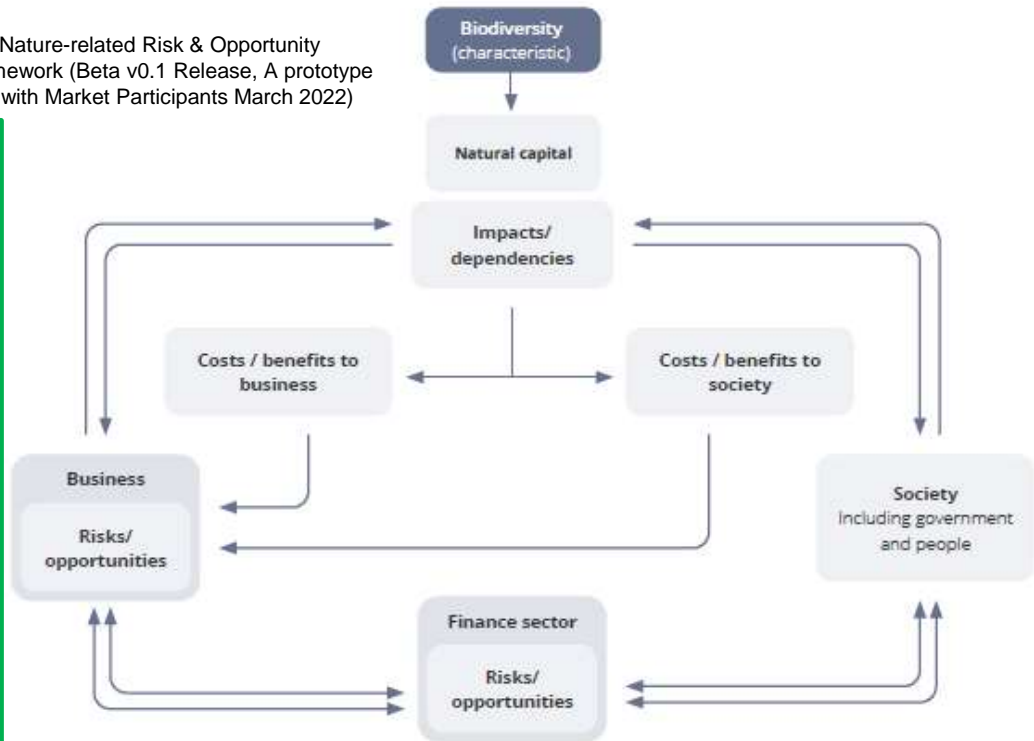 Nature-related Risk & Opportunity
(Beta v0.1 Release, A prototype
with Market Participants March 2022)
Biodiversity
(characteristic)
Natural capital
Impacts/
dependencies
Costs / benefits to
business
Costs / benefits to
society
Business
Risks/
opportunities
Society
Including government
and people
Finance sector
Risks/
opportunities